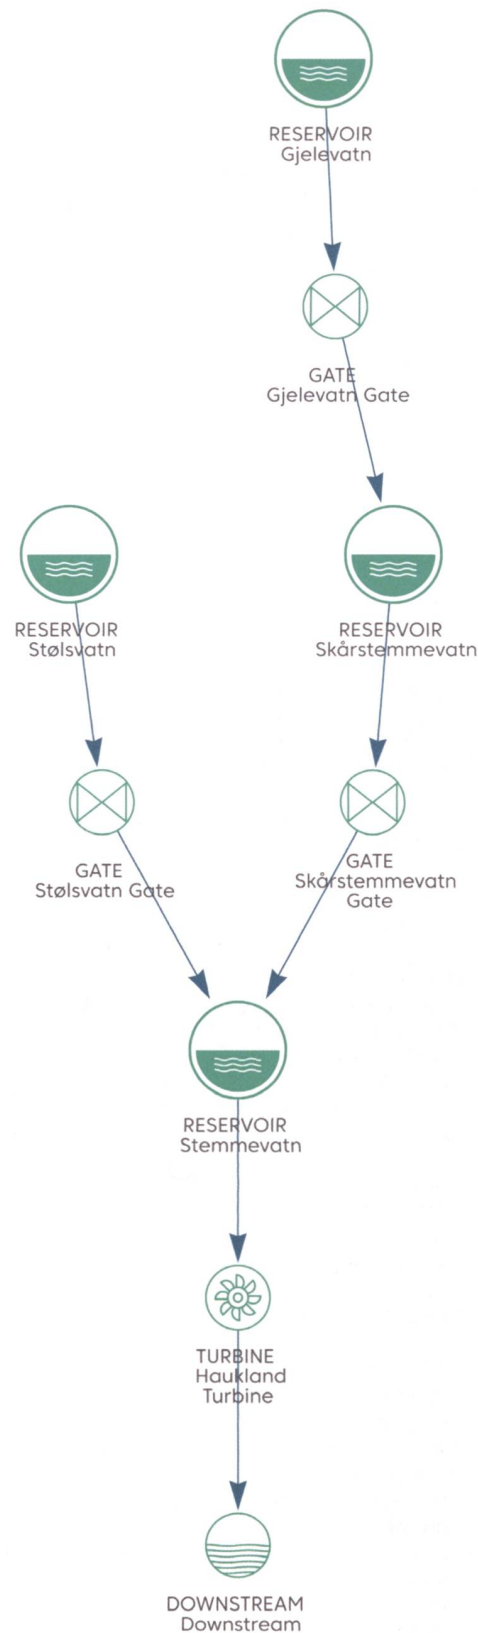 RESERVOIR
Gjelevatn
GATE
Gjelevatn Gate
RESERVOIR
Stølsvatn
RESERVOIR
Skårstemmevatn
GATE
Stølsvatn Gate
GATE
Skårstemmevatn
Gate
RESERVOIR
Stemmevatn
TURBINE
Haukland
Turbine
DOWNSTREAM
Downstream